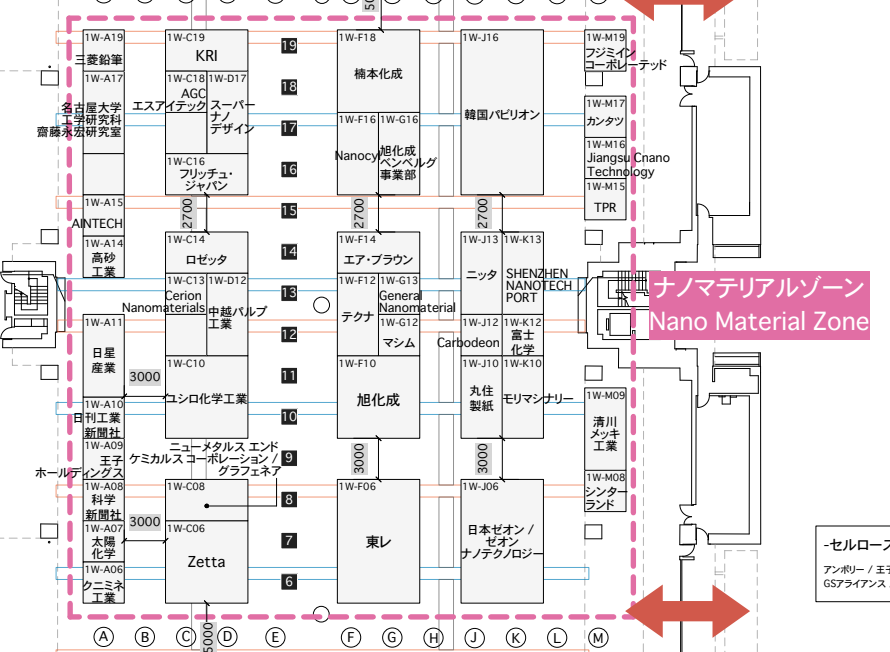 1W-A19
三菱鉛筆
1W-A17
名古屋大学
工学研究科
齋藤永宏研究室
1W-A15
AINTECH
1W-A14
高砂
工業
1W-A11
日星
産業
1W-A10
日刊工業
新聞社
1W-A09
王子
ホールディングス
1W-A08
科学
新聞社
1W-A07
太陽
化学
1W-A06
クニミネ
工業
3000
3000
1W-C19
KRI
1W-C18
AGC
エスアイテック
1W-D17
スーパー
ナノ
デザイン
1W-C16
フリッチュ・
ジャパン
2700
1W-C14
ロゼッタ
1W-C13
Cerion
Nanomaterials
1W-D12
中越パルプ
工業
1W-C10
ユシロ化学工業
ニューメタルス エンド
ケミカルス コーポレーション /
グラフェネア
1W-C08
1W-C06
Zetta
5000
19
18
17
16
15
14
13
12
11
10
9
8
7
6
1W-F18
楠本化成
1W-F16
Nanocyl
1W-G16
旭化成
ベンベルグ
事業部
2700
1W-F14
エア・ブラウン
1W-F12
テクナ
1W-G13
General
Nanomaterial
1W-G12
マシム
1W-F10
旭化成
3000
1W-F06
東レ
1W-J16
韓国パビリオン
2700
1W-J13
ニッタ
1W-K13
SHENZHEN
NANOTECH
PORT
1W-J12
Carbodeon
1W-K12
富士
化学
1W-J10
丸住
製紙
1W-K10
モリマシナリー
3000
1W-J06
日本ゼオン /
ゼオン
ナノテクノロジー
1W-M19
フジミイン
コーポレーテッド
1W-M17
カンタツ
1W-M16
Jiangsu Cnano
Technology
1W-M15
TPR
1W-M09
清川
メッキ
工業
1W-M08
シンター
ランド
ナノマテリアルゾーン
Nano Material Zone
-セルロース
アンポリー / 王子
GSアライアンス
A B C D E F G H J K L M